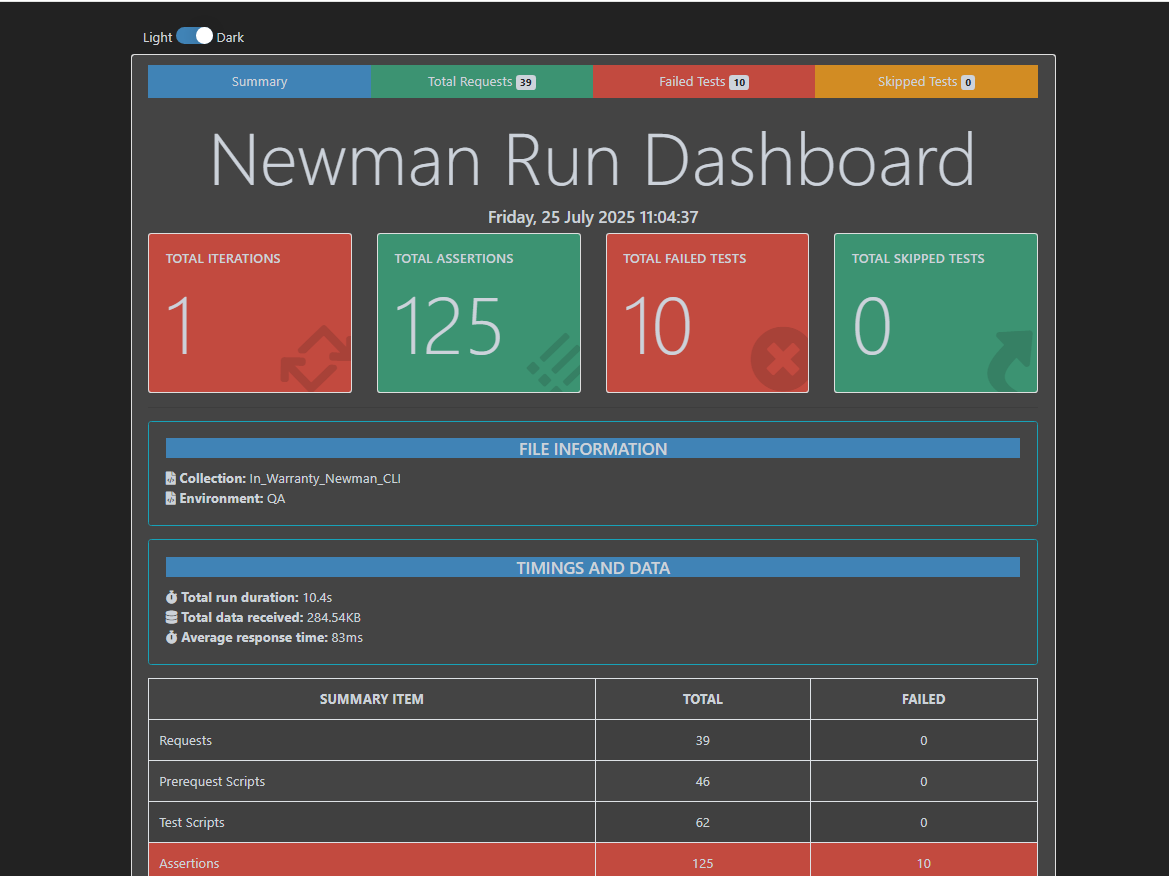 Light Dark
Summary Total Requests 39 Failed Tests 10 Skipped Tests 0
Newman Run Dashboard
Friday, 25 July 2025 11:04:37
TOTAL ITERATIONS TOTAL ASSERTIONS TOTAL FAILED TESTS TOTAL SKIPPED TESTS
1 125 10 0
FILE INFORMATION
Collection: In_Warranty_Newman_CLI
Environment: QA
TIMINGS AND DATA
Total run duration: 10.4s
Total data received: 284.54KB
Average response time: 83ms
SUMMARY ITEM TOTAL FAILED
Requests 39 0
Prerequest Scripts 46 0
Test Scripts 62 0
Assertions 125 10